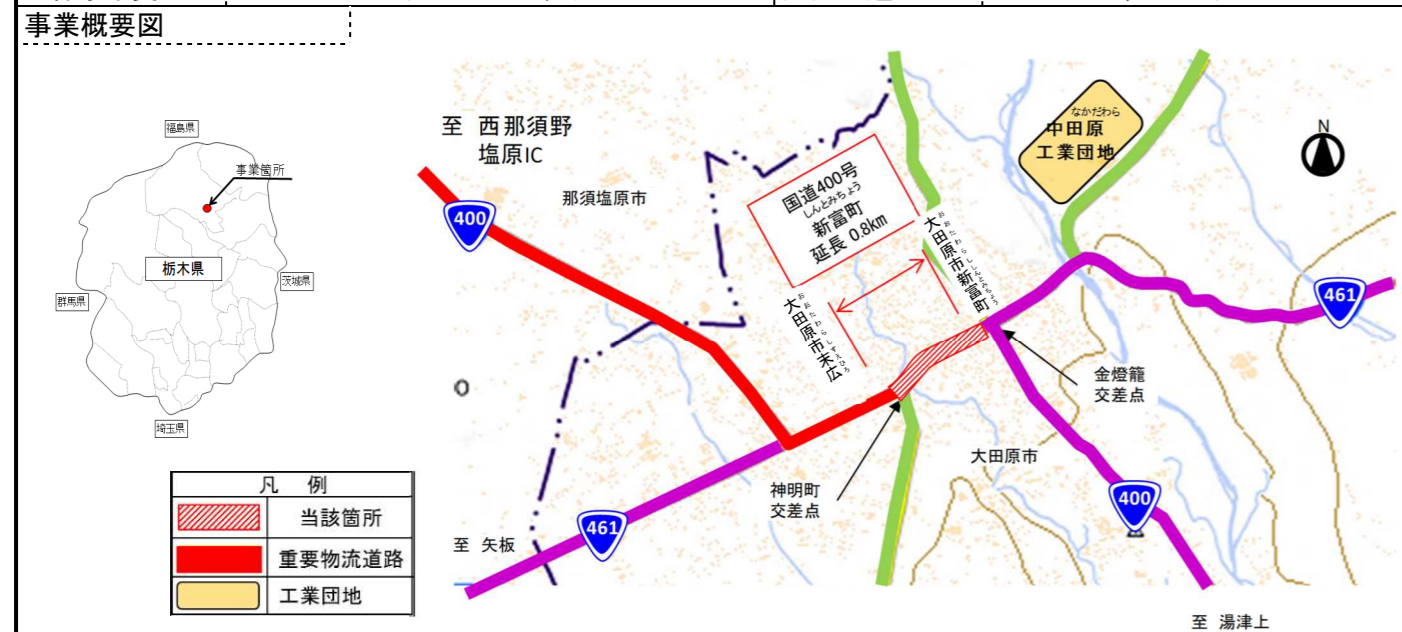 事業概要図
福島県
事業箇所
栃木県
群馬県
茨城県
埼玉県
凡 例
当該箇所
重要物流道路
工業団地
至 西那須野
塩原IC
那須塩原市
400
国道400号
しんとみちょう
新富町
延長 0.8km
おおたわらししんとみちょう
大田原市新富町
おおたわらしすえひろ
大田原市末広
なかだわら
中田原
工業団地
N
461
金燈籠
交差点
大田原市
神明町
交差点
400
461
至 矢板
至 湯津上